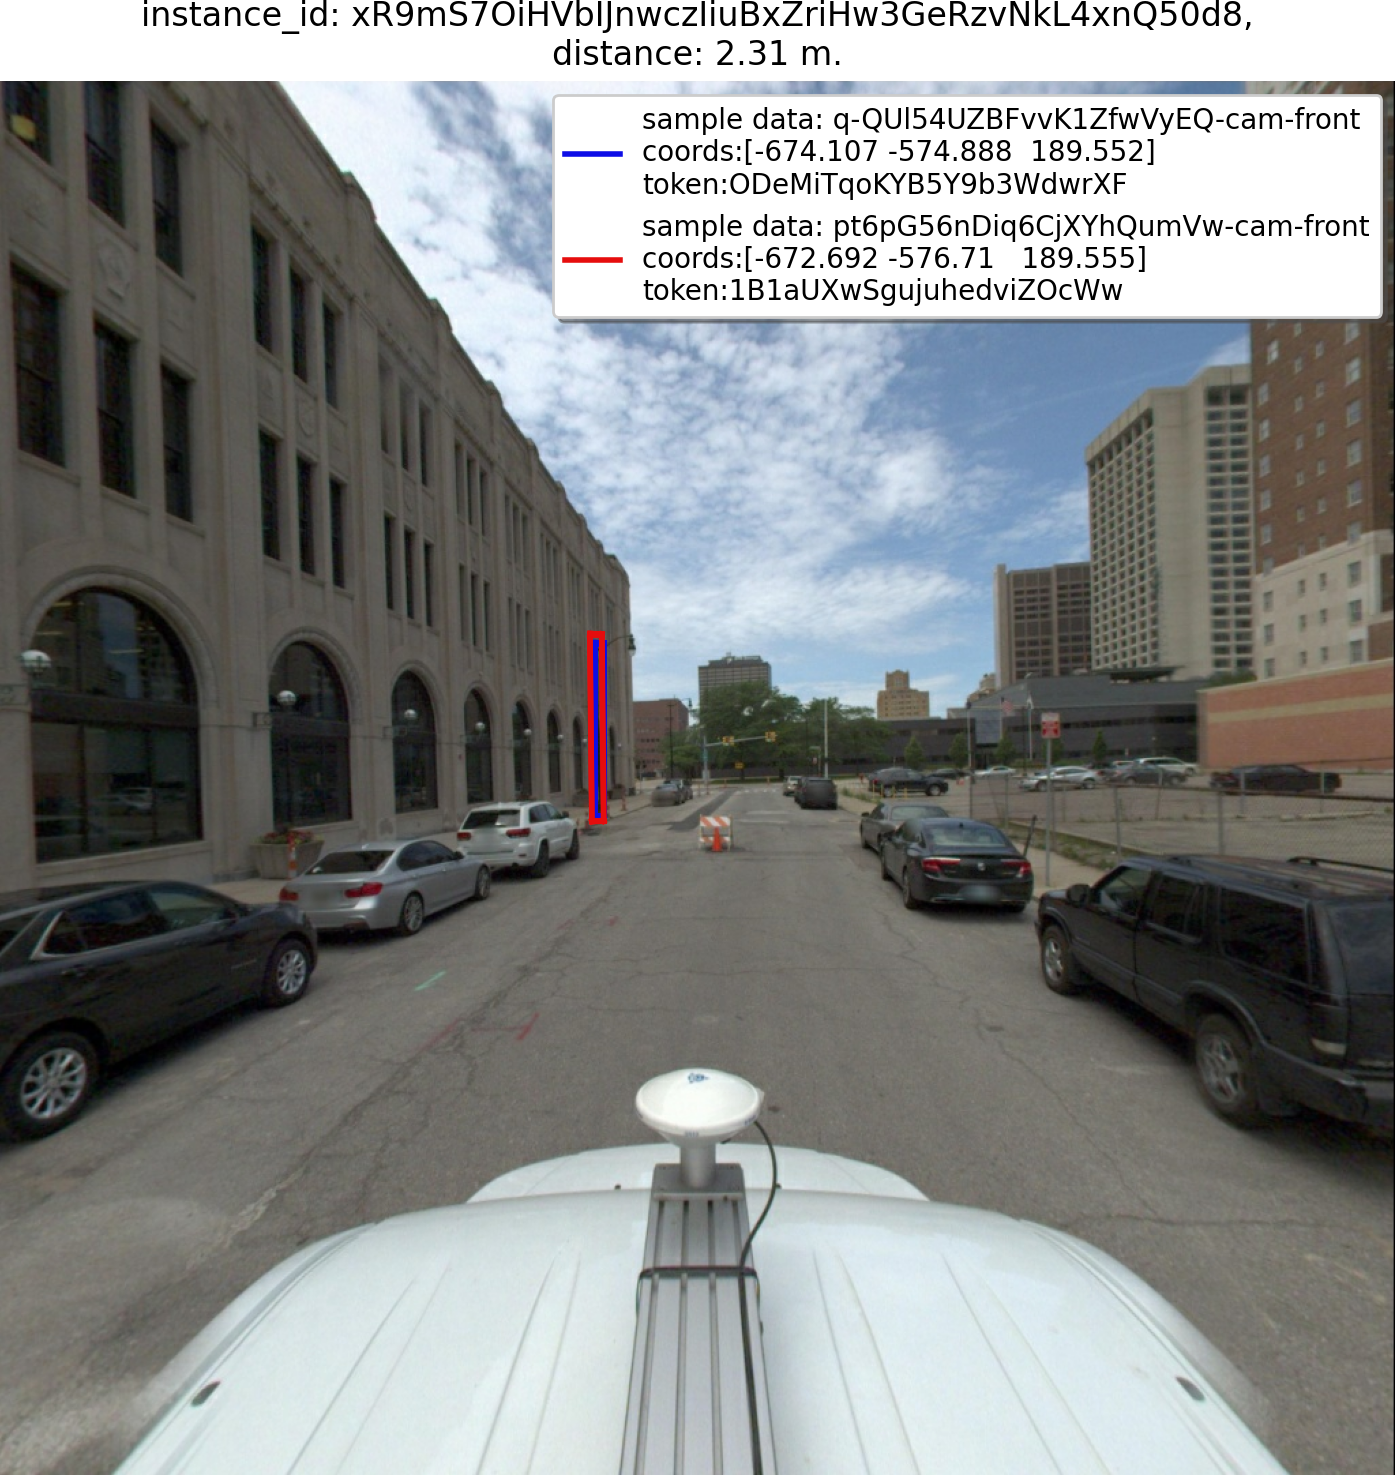 instance_id: xR9mS7OiHVbIJnwczIiuBxZriHw3GeRzvNkL4xnQ50d8,
distance: 2.31 m.
sample data: q-QUl54UZBFvvK1ZfwVyEQ-cam-front
coords:[-674.107 -574.888  189.552]
token:ODeMiTqoKYB5Y9b3WdwrXF
sample data: pt6pG56nDiq6CjXYhQumVw-cam-front
coords:[-672.692 -576.71   189.555]
token:1B1aUXwSgujuhedviZOcWw